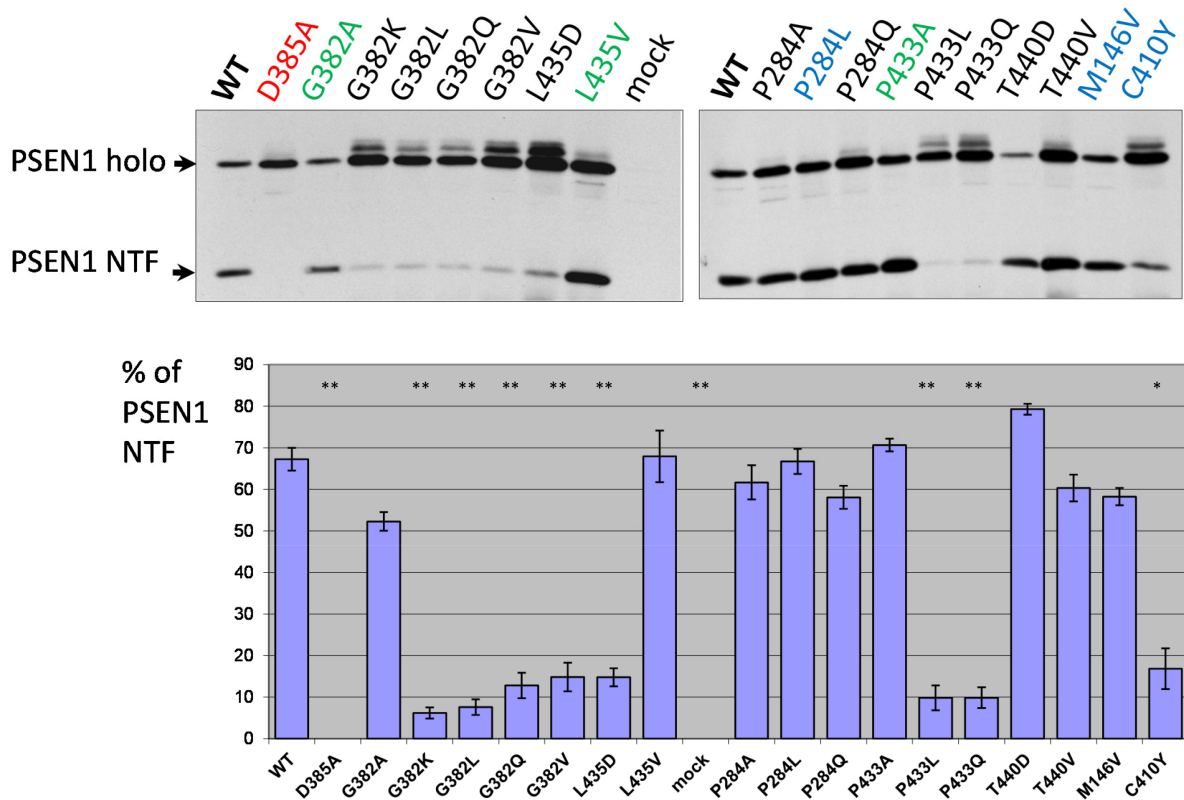 WT D385A G382A G382K G382L G382Q G382V L435D L435V mock
WT P284A P284L P284Q P433A P433L P433Q T440D T440V M146V C410Y
PSEN1 holo
PSEN1 NTF
% of
PSEN1
NTF
90
80
70
60
50
40
30
20
10
0
** ** ** ** ** ** ** ** ** *
WT D385A G382A G382K G382L G382Q G382V L435D L435V mock P284A P284L P284Q P433A P433L P433Q T440D T440V M146V C410Y